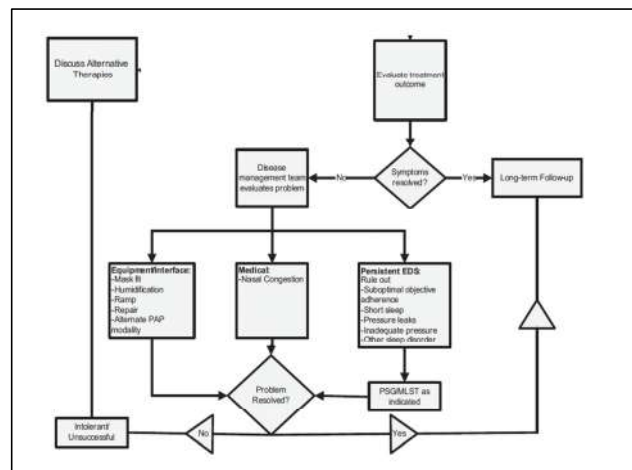 Discuss Alternative
Therapies
Evaluate treatment
outcome
Disease
management team
evaluates problem
No
Symptoms
resolved?
Yes
Long-term Follow-up
Equipment/Interface:
-Mask fit
-Humidification
-Ramp
-Repair
-Alternate PAP
modality
Medical:
-Nasal Congestion
Persistent EDS:
Rule out
-Suboptimal objective
adherence
-Short sleep
-Pressure leaks
-Inadequate pressure
-Other sleep disorder
Problem
Resolved?
PSG/MLST as
indicated
Intolerant/
Unsuccessful
No
Yes